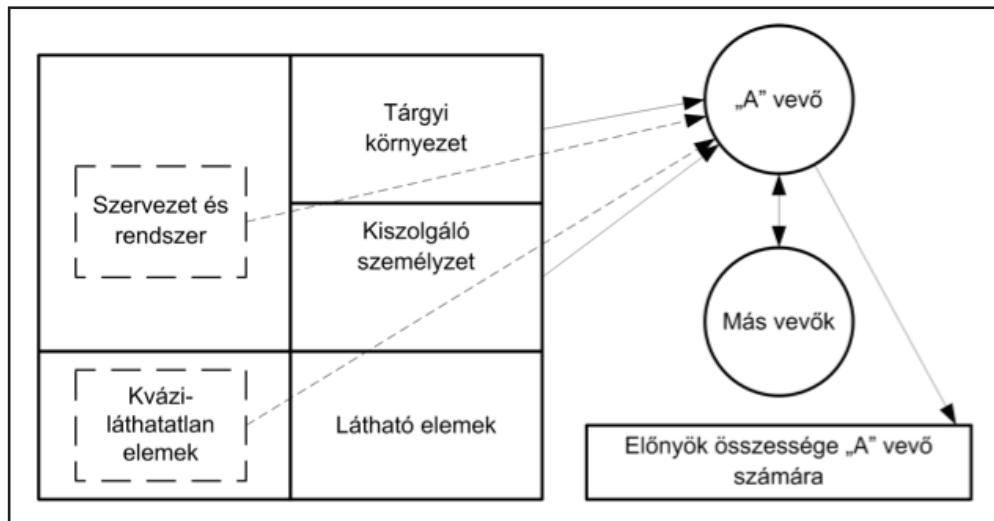 Szervezet és
rendszer
Tárgyi
környezet
Kiszolgáló
személyzet
Kvázi-
láthatatlan
elemek
Látható elemek
„A” vevő
Más vevők
Előnyök összessége „A” vevő
számára